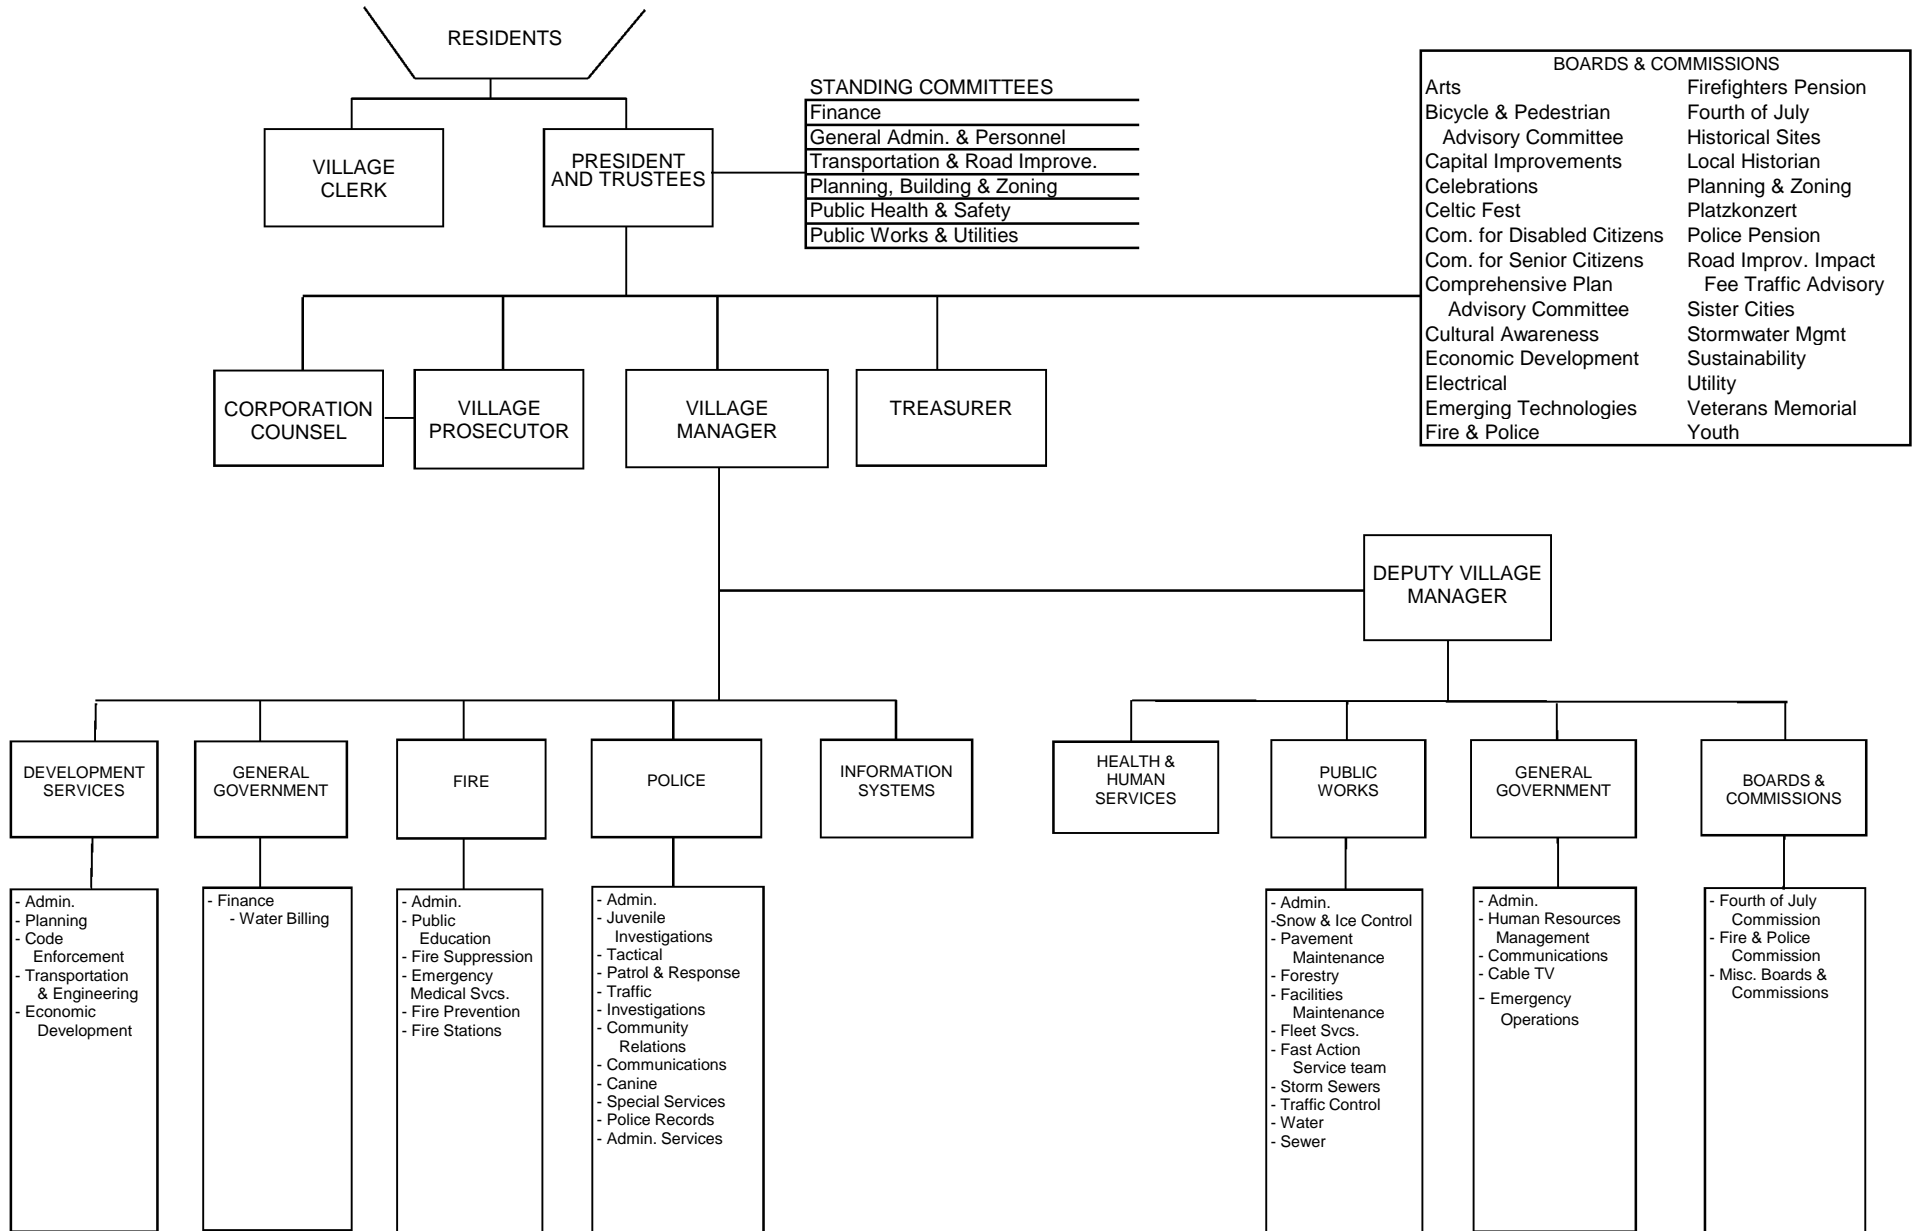 RESIDENTS
STANDING COMMITTEES
Finance
General Admin. & Personnel
Transportation & Road Improve.
Planning, Building & Zoning
Public Health & Safety
Public Works & Utilities
BOARDS & COMMISSIONS
Arts
Bicycle & Pedestrian
Advisory Committee
Capital Improvements
Celebrations
Celtic Fest
Com. for Disabled Citizens
Com. for Senior Citizens
Comprehensive Plan
Advisory Committee
Cultural Awareness
Economic Development
Electrical
Emerging Technologies
Fire & Police
Firefighters Pension
Fourth of July
Historical Sites
Local Historian
Planning & Zoning
Platzkonzert
Police Pension
Road Improv. Impact
Fee Traffic Advisory
Sister Cities
Stormwater Mgmt
Sustainability
Utility
Veterans Memorial
Youth
VILLAGE
CLERK
PRESIDENT
AND TRUSTEES
CORPORATION
COUNSEL
VILLAGE
PROSECUTOR
VILLAGE
MANAGER
TREASURER
DEPUTY VILLAGE
MANAGER
DEVELOPMENT
SERVICES
GENERAL
GOVERNMENT
FIRE
POLICE
INFORMATION
SYSTEMS
HEALTH &
HUMAN
SERVICES
PUBLIC
WORKS
GENERAL
GOVERNMENT
BOARDS &
COMMISSIONS
- Admin.
- Planning
- Code
Enforcement
- Transportation
& Engineering
- Economic
Development
- Finance
- Water Billing
- Admin.
- Public
Education
- Fire Suppression
- Emergency
Medical Svcs.
- Fire Prevention
- Fire Stations
- Admin.
- Juvenile
Investigations
- Tactical
- Patrol & Response
- Traffic
- Investigations
- Community
Relations
- Communications
- Canine
- Special Services
- Police Records
- Admin. Services
- Admin.
-Snow & Ice Control
- Pavement
Maintenance
- Forestry
- Facilities
Maintenance
- Fleet Svcs.
- Fast Action
Service team
- Storm Sewers
- Traffic Control
- Water
- Sewer
- Admin.
- Human Resources
Management
- Communications
- Cable TV
- Emergency
Operations
- Fourth of July
Commission
- Fire & Police
Commission
- Misc. Boards &
Commissions